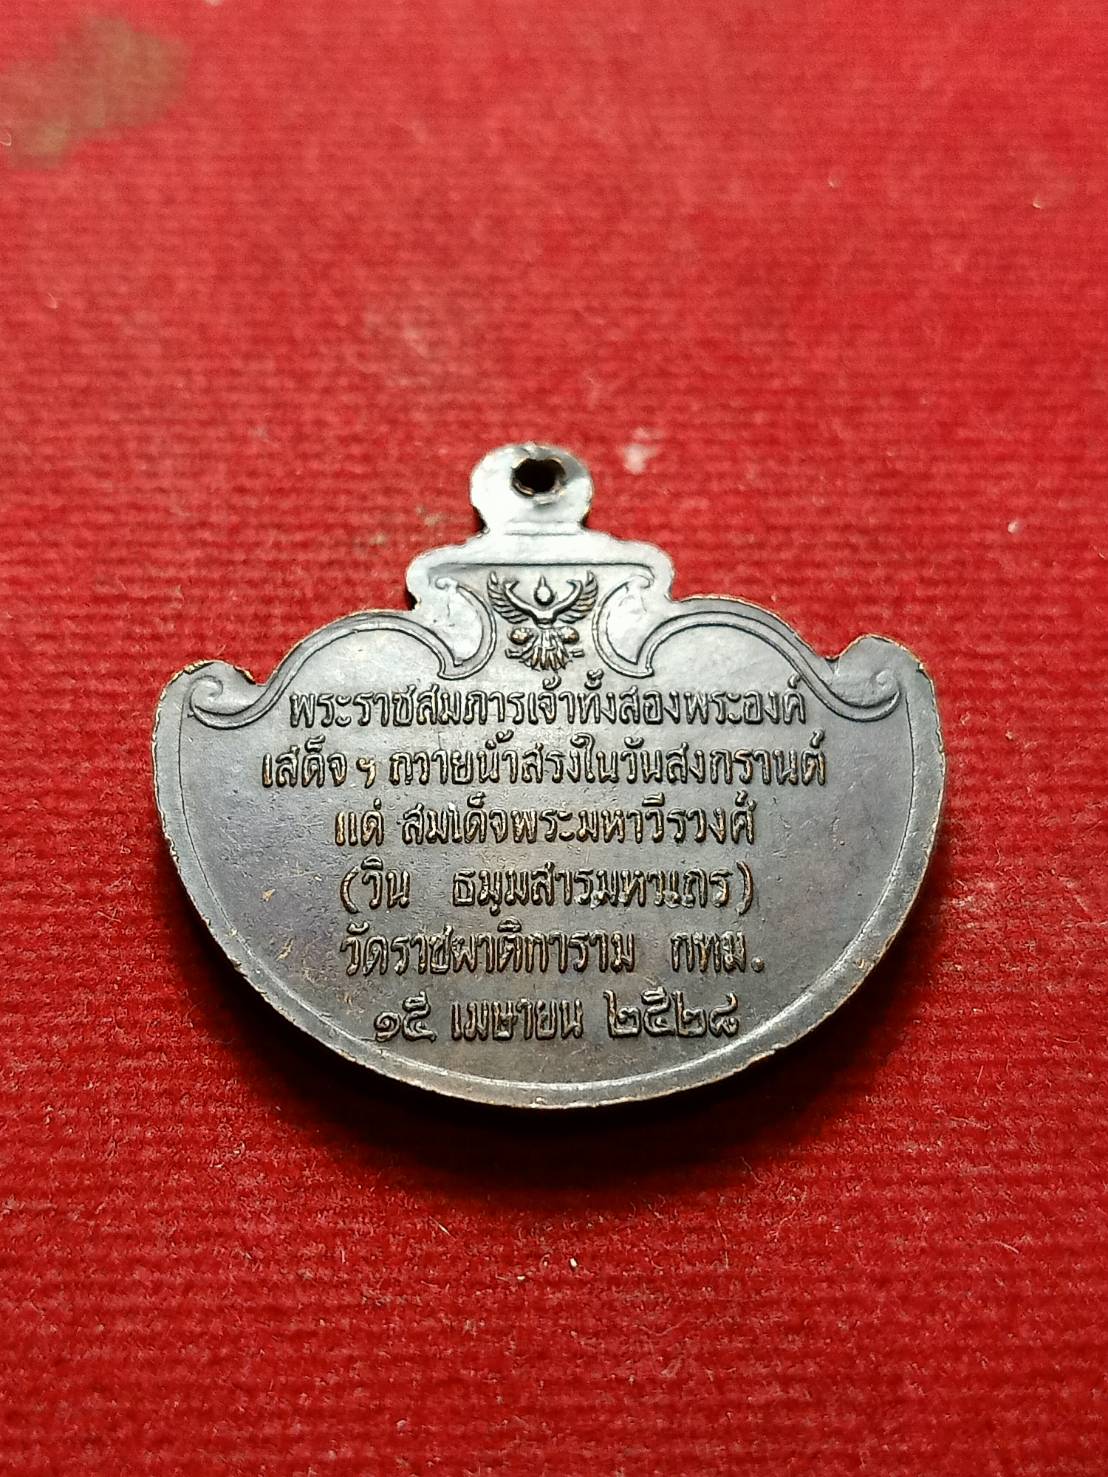 พระราชสมภารเจ้าทั้งสองพระองค์
เสด็จฯ ถวายน้ำสรงในวันสงกรานต์
แด่ สมเด็จพระมหาวีรวงศ์
(วิน ธมฺมสารมหาเถร)
วัดราชผาติการาม กทม.
๑๕ เมษายน ๒๕๒๘